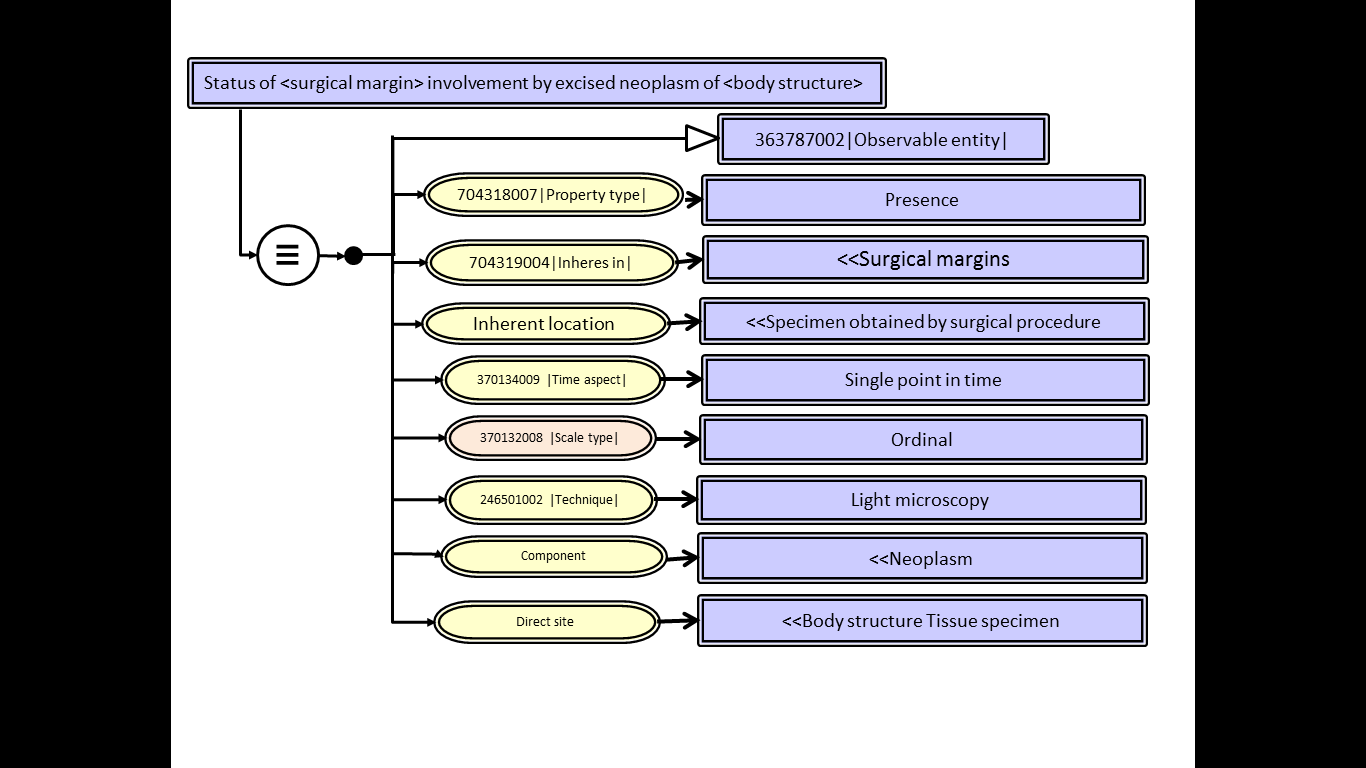 Status of <surgical margin> involvement by excised neoplasm of <body structure>
363787002|Observable entity|
704318007|Property type|
Presence
704319004|Inheres in|
<<Surgical margins
≡
Inherent location
<<Specimen obtained by surgical procedure
370134009 |Time aspect|
Single point in time
370132008 |Scale type|
Ordinal
246501002 |Technique|
Light microscopy
Component
<<Neoplasm
Direct site
<<Body structure Tissue specimen